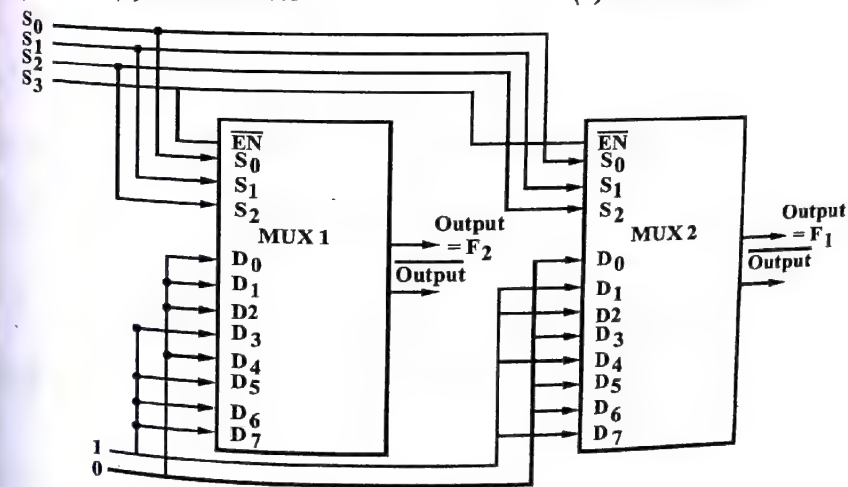 S0
S1
S2
S3
EN
S0
S1
S2
MUX 1
D0
D1
D2
D3
D4
D5
D6
D7
Output
= F2
Output
EN
S0
S1
S2
MUX 2
D0
D1
D2
D3
D4
D5
D6
D7
Output
= F1
Output
1
0